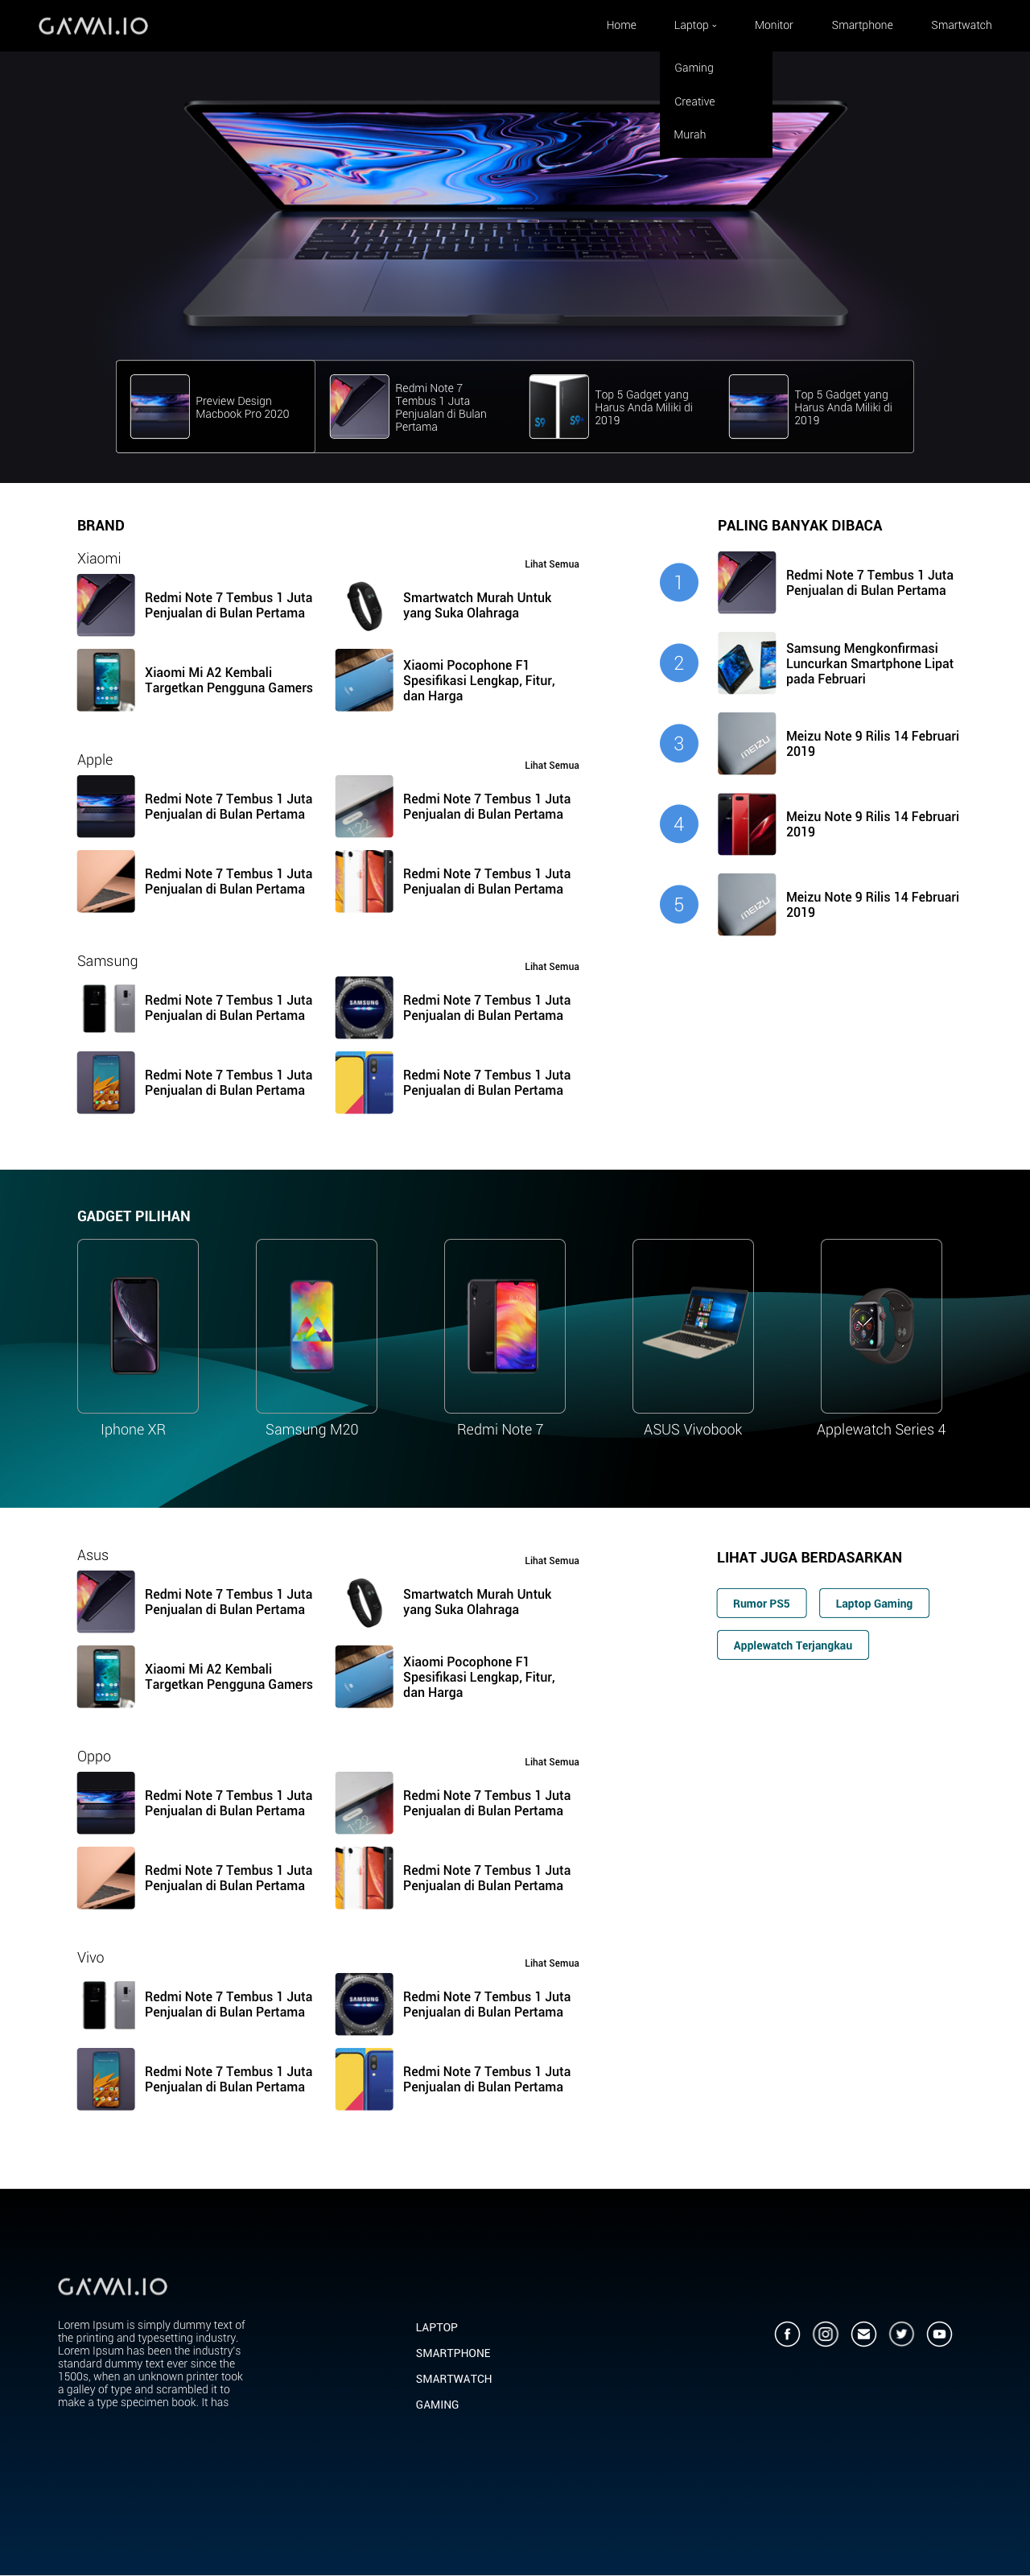 GAWAI.IO
Home
Laptop
Monitor
Smartphone
Smartwatch
Gaming
Creative
Murah
Preview Design
Macbook Pro 2020
Redmi Note 7
Tembus 1 Juta
Penjualan di Bulan
Pertama
S9
S9+
Top 5 Gadget yang
Harus Anda Miliki di
2019
Top 5 Gadget yang
Harus Anda Miliki di
2019
BRAND
Xiaomi
Lihat Semua
Redmi Note 7 Tembus 1 Juta
Penjualan di Bulan Pertama
Smartwatch Murah Untuk
yang Suka Olahraga
Xiaomi Mi A2 Kembali
Targetkan Pengguna Gamers
Xiaomi Pocophone F1
Spesifikasi Lengkap, Fitur,
dan Harga
Apple
Lihat Semua
Redmi Note 7 Tembus 1 Juta
Penjualan di Bulan Pertama
1:22
Redmi Note 7 Tembus 1 Juta
Penjualan di Bulan Pertama
Redmi Note 7 Tembus 1 Juta
Penjualan di Bulan Pertama
Redmi Note 7 Tembus 1 Juta
Penjualan di Bulan Pertama
Samsung
Lihat Semua
Redmi Note 7 Tembus 1 Juta
Penjualan di Bulan Pertama
SAMSUNG
Redmi Note 7 Tembus 1 Juta
Penjualan di Bulan Pertama
Redmi Note 7 Tembus 1 Juta
Penjualan di Bulan Pertama
Redmi Note 7 Tembus 1 Juta
Penjualan di Bulan Pertama
PALING BANYAK DIBACA
1
Redmi Note 7 Tembus 1 Juta
Penjualan di Bulan Pertama
2
Samsung Mengkonfirmasi
Luncurkan Smartphone Lipat
pada Februari
3
MEIZU
Meizu Note 9 Rilis 14 Februari
2019
4
Meizu Note 9 Rilis 14 Februari
2019
5
MEIZU
Meizu Note 9 Rilis 14 Februari
2019
GADGET PILIHAN
Iphone XR
Samsung M20
Redmi Note 7
ASUS Vivobook
Applewatch Series 4
Asus
Lihat Semua
Redmi Note 7 Tembus 1 Juta
Penjualan di Bulan Pertama
Smartwatch Murah Untuk
yang Suka Olahraga
Xiaomi Mi A2 Kembali
Targetkan Pengguna Gamers
Xiaomi Pocophone F1
Spesifikasi Lengkap, Fitur,
dan Harga
Oppo
Lihat Semua
Redmi Note 7 Tembus 1 Juta
Penjualan di Bulan Pertama
1:22
Redmi Note 7 Tembus 1 Juta
Penjualan di Bulan Pertama
Redmi Note 7 Tembus 1 Juta
Penjualan di Bulan Pertama
Redmi Note 7 Tembus 1 Juta
Penjualan di Bulan Pertama
Vivo
Lihat Semua
Redmi Note 7 Tembus 1 Juta
Penjualan di Bulan Pertama
SAMSUNG
Redmi Note 7 Tembus 1 Juta
Penjualan di Bulan Pertama
Redmi Note 7 Tembus 1 Juta
Penjualan di Bulan Pertama
Redmi Note 7 Tembus 1 Juta
Penjualan di Bulan Pertama
LIHAT JUGA BERDASARKAN
Rumor PS5
Laptop Gaming
Applewatch Terjangkau
GAWAI.IO
Lorem Ipsum is simply dummy text of
the printing and typesetting industry.
Lorem Ipsum has been the industry's
standard dummy text ever since the
1500s, when an unknown printer took
a galley of type and scrambled it to
make a type specimen book. It has
LAPTOP
SMARTPHONE
SMARTWATCH
GAMING